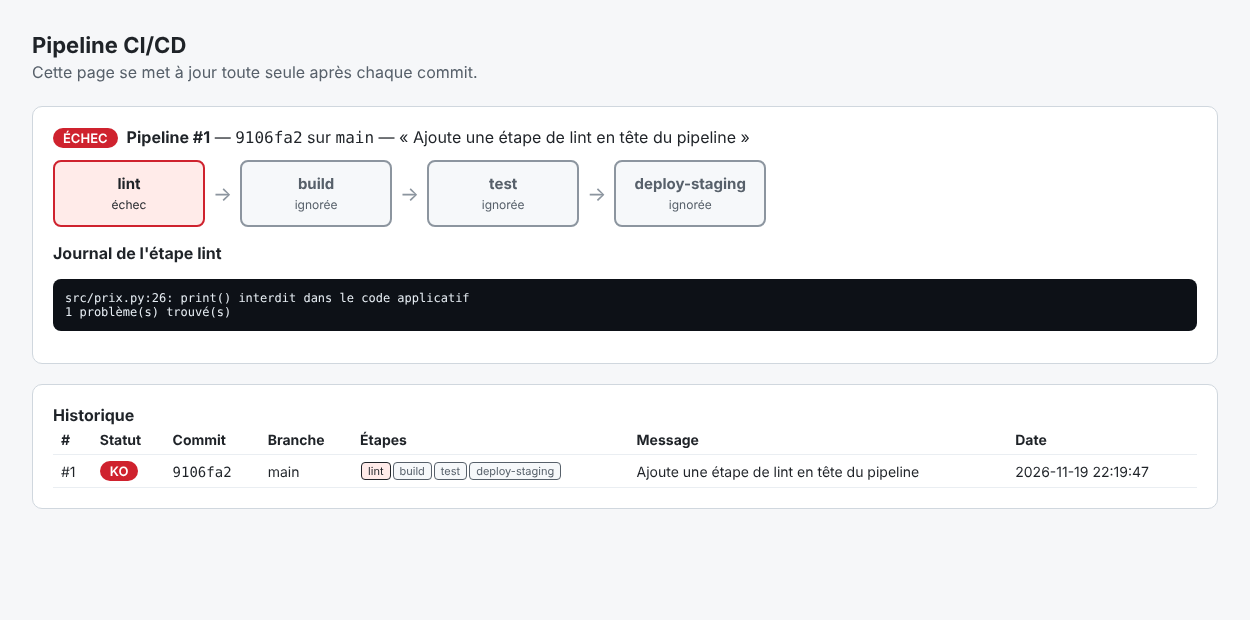 Pipeline CI/CD
Cette page se met à jour toute seule après chaque commit.
ÉCHEC Pipeline #1 — 9106fa2 sur main — « Ajoute une étape de lint en tête du pipeline »
lint → build → test → deploy-staging
échec ignorée ignorée ignorée
Journal de l'étape lint
src/prix.py:26: print() interdit dans le code applicatif
1 problème(s) trouvé(s)
Historique
# Statut Commit Branche Étapes Message Date
#1 KO 9106fa2 main lint build test deploy-staging Ajoute une étape de lint en tête du pipeline 2026-11-19 22:19:47